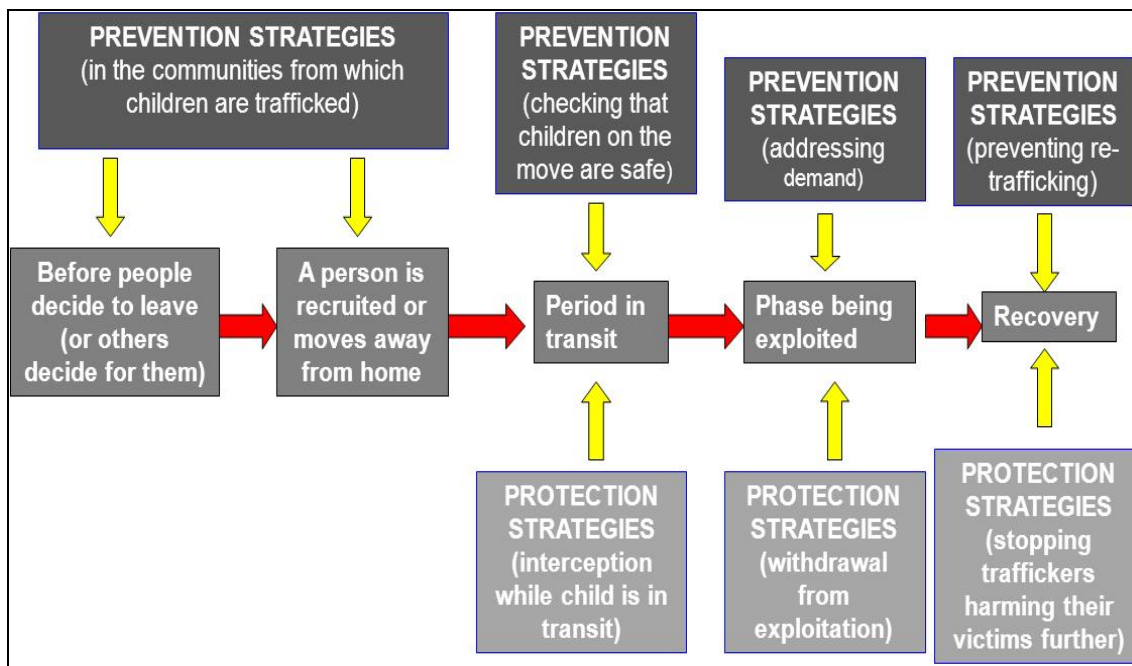 PREVENTION STRATEGIES
(in the communities from which
children are trafficked)
PREVENTION
STRATEGIES
(checking that
children on the
move are safe)
PREVENTION
STRATEGIES
(addressing
demand)
PREVENTION
STRATEGIES
(preventing re-
trafficking)
Before people
decide to leave
(or others
decide for them)
A person is
recruited or
moves away
from home
Period in
transit
Phase being
exploited
Recovery
PROTECTION
STRATEGIES
(interception
while child is in
transit)
PROTECTION
STRATEGIES
(withdrawal
from
exploitation)
PROTECTION
STRATEGIES
(stopping
traffickers
harming their
victims further)